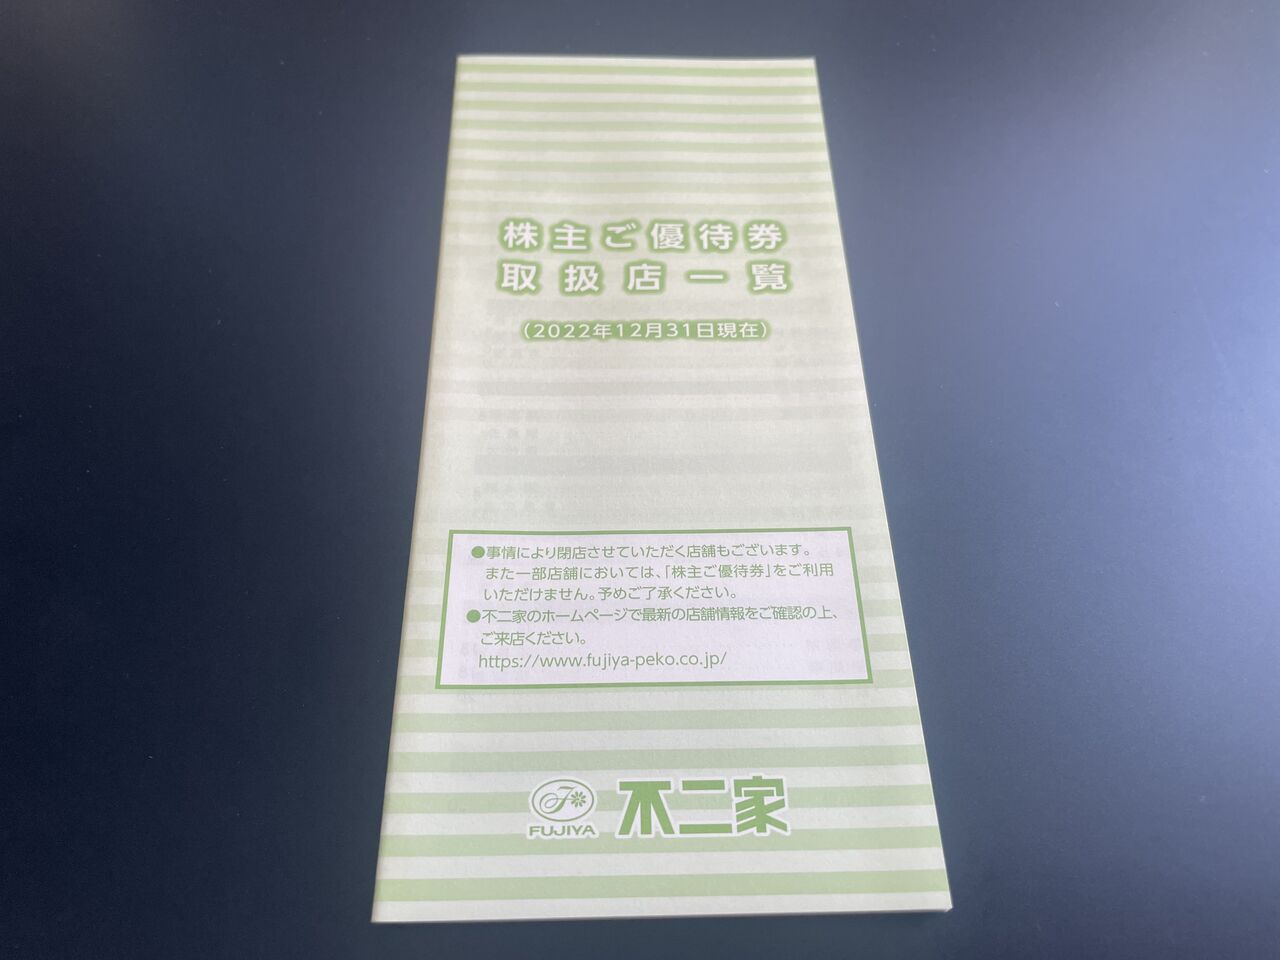 株主ご優待券
取扱店一覧
（2022年12月31日現在）
●事情により閉店させていただく店舗もございます。
また一部店舗においては、「株主ご優待券」をご利用
いただけません。予めご了承ください。
●不二家のホームページで最新の店舗情報をご確認の上、
ご来店ください。
https://www.fujiya-peko.co.jp/
F
FUJIYA
不二家